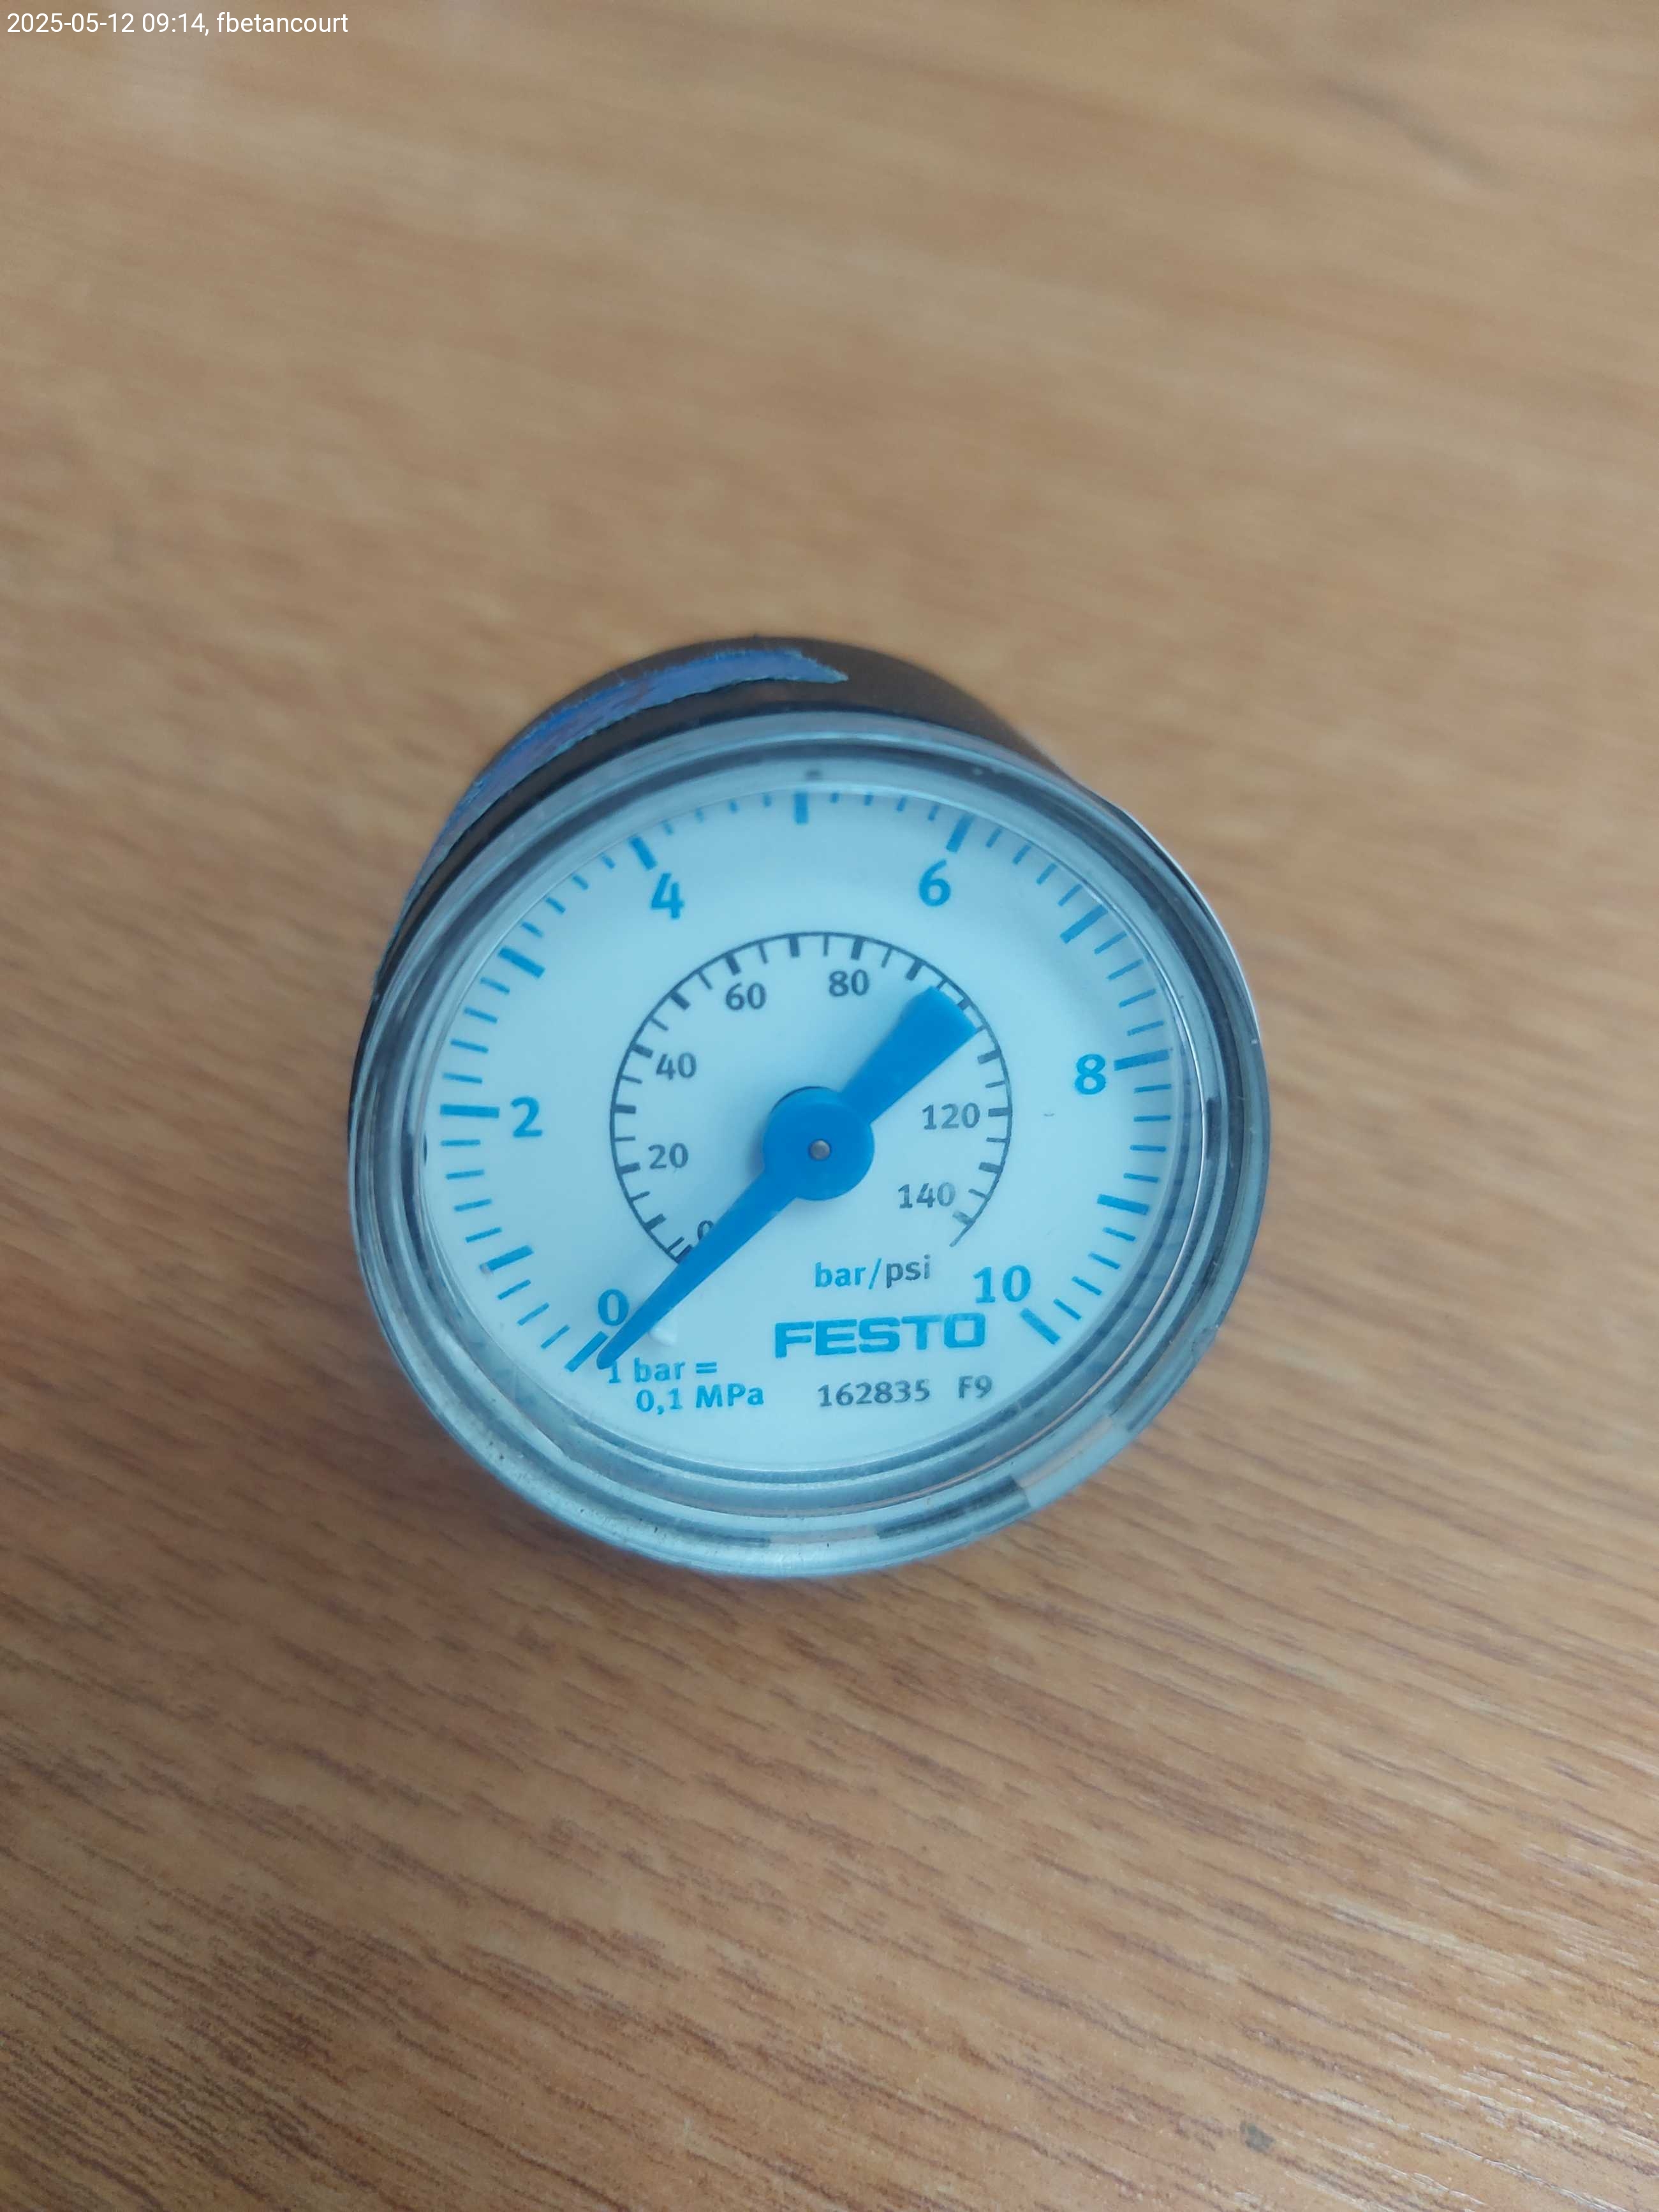 2025-05-12 09:14, fbetancourt
4 6
60 80
40
2 8
120
20
140
0
bar/psi
0 10
FESTO
1 bar =
0,1 MPa 162835 F9